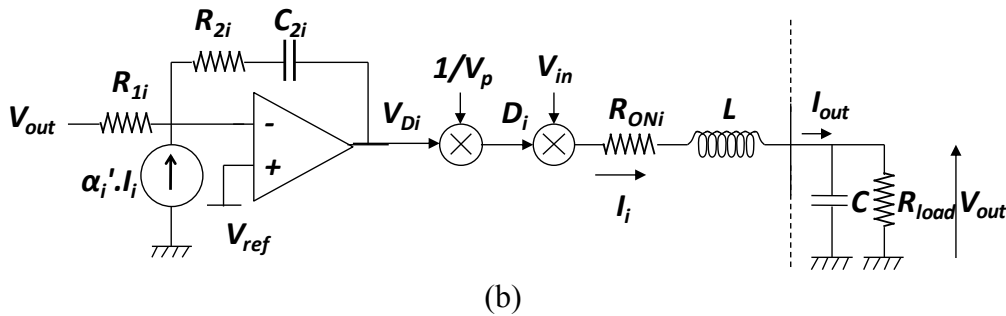 R2i C2i
R1i 1/Vp Vin
Vout - VDi Di RONi L Iout
+
αi'.Ii Ii C Rload Vout
Vref
(b)